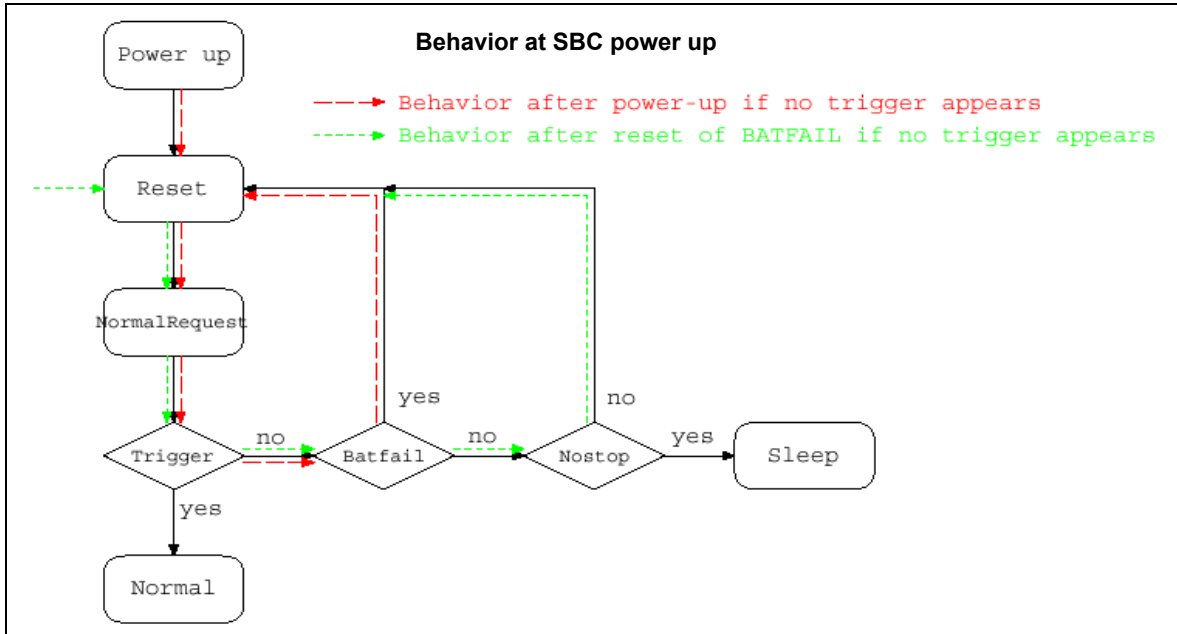 Behavior at SBC power up
Power up
Behavior after power-up if no trigger appears
Behavior after reset of BATFAIL if no trigger appears
Reset
NormalRequest
yes
no
Trigger
no
Batfail
no
Nostop
yes
Sleep
yes
Normal